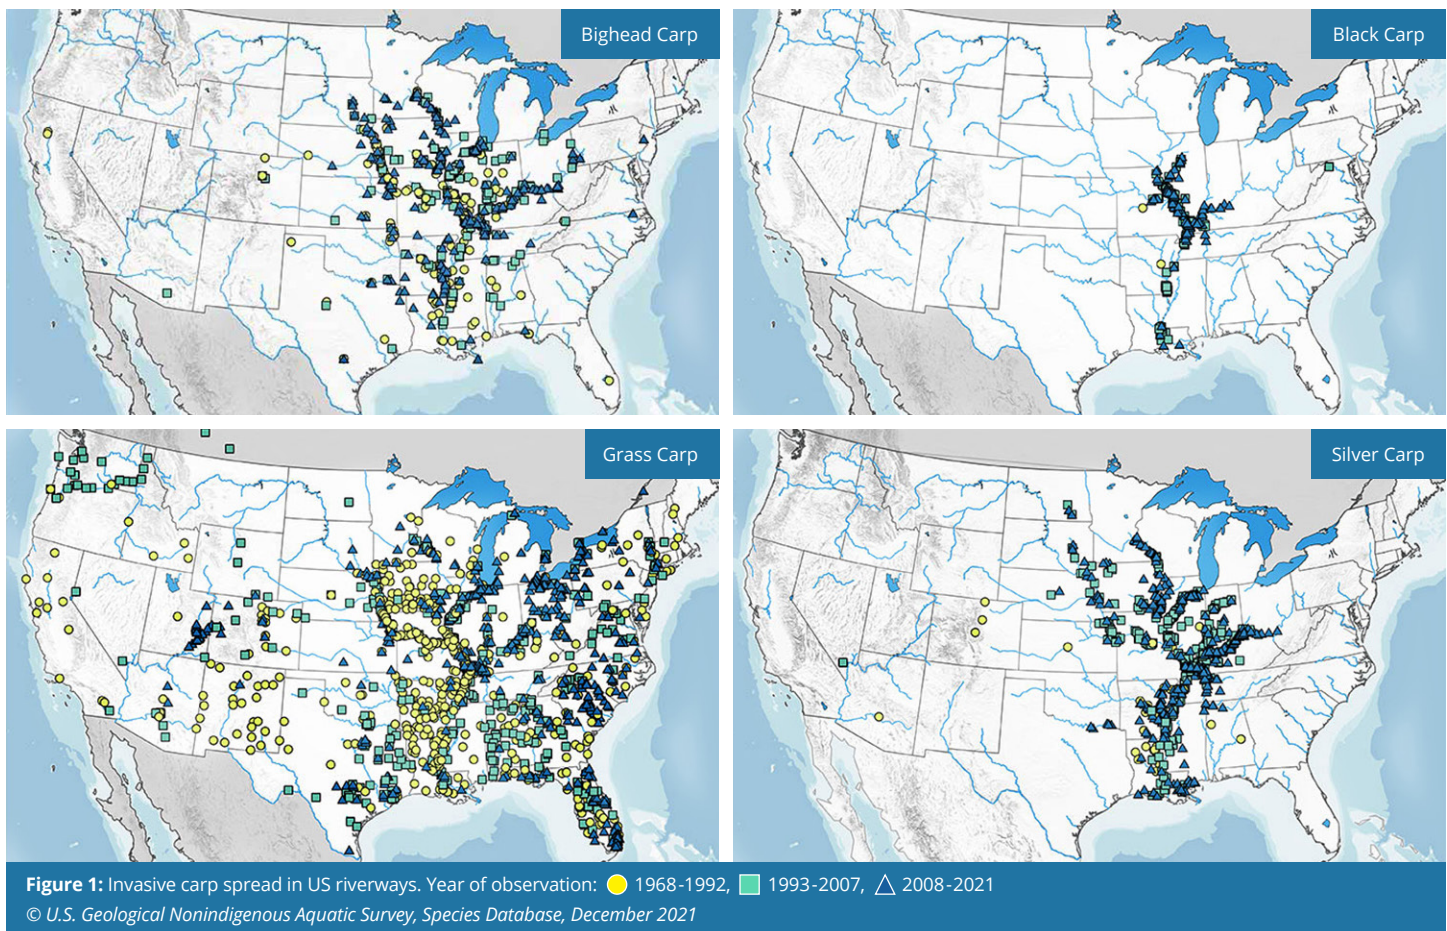 Bighead Carp
Black Carp
Grass Carp
Silver Carp
Figure 1: Invasive carp spread in US riverways. Year of observation: 1968-1992, 1993-2007, 2008-2021
© U.S. Geological Nonindigenous Aquatic Survey, Species Database, December 2021